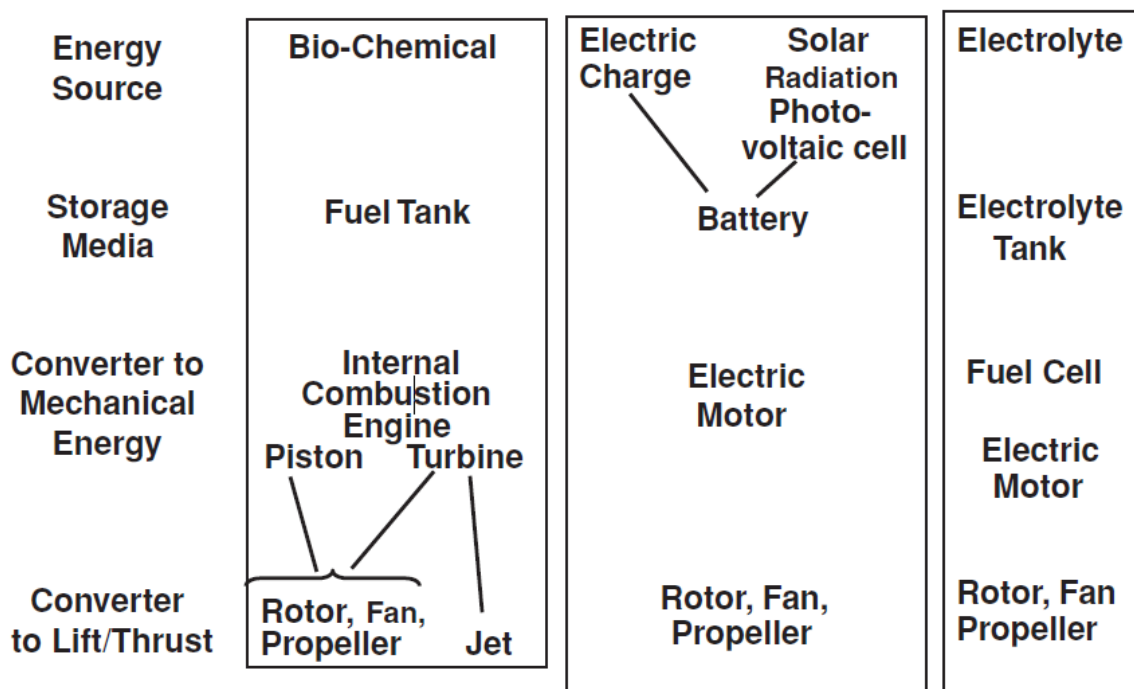 Energy
Source
Bio-Chemical
Electric
Charge
Solar
Radiation
Photo-
voltaic cell
Electrolyte
Storage
Media
Fuel Tank
Battery
Electrolyte
Tank
Converter to
Mechanical
Energy
Internal
Combustion
Engine
Piston Turbine
Electric
Motor
Fuel Cell
Electric
Motor
Converter
to Lift/Thrust
Rotor, Fan,
Propeller
Jet
Rotor, Fan,
Propeller
Rotor, Fan
Propeller